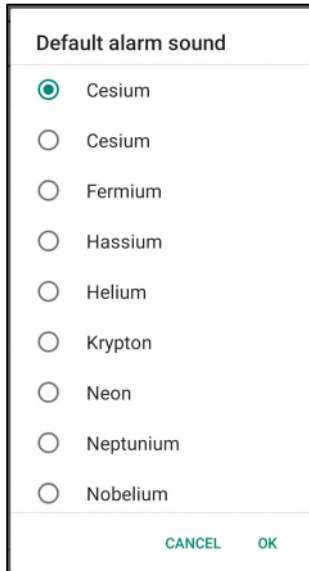 Default alarm sound
Cesium
Cesium
Fermium
Hassium
Helium
Krypton
Neon
Neptunium
Nobelium
CANCEL OK